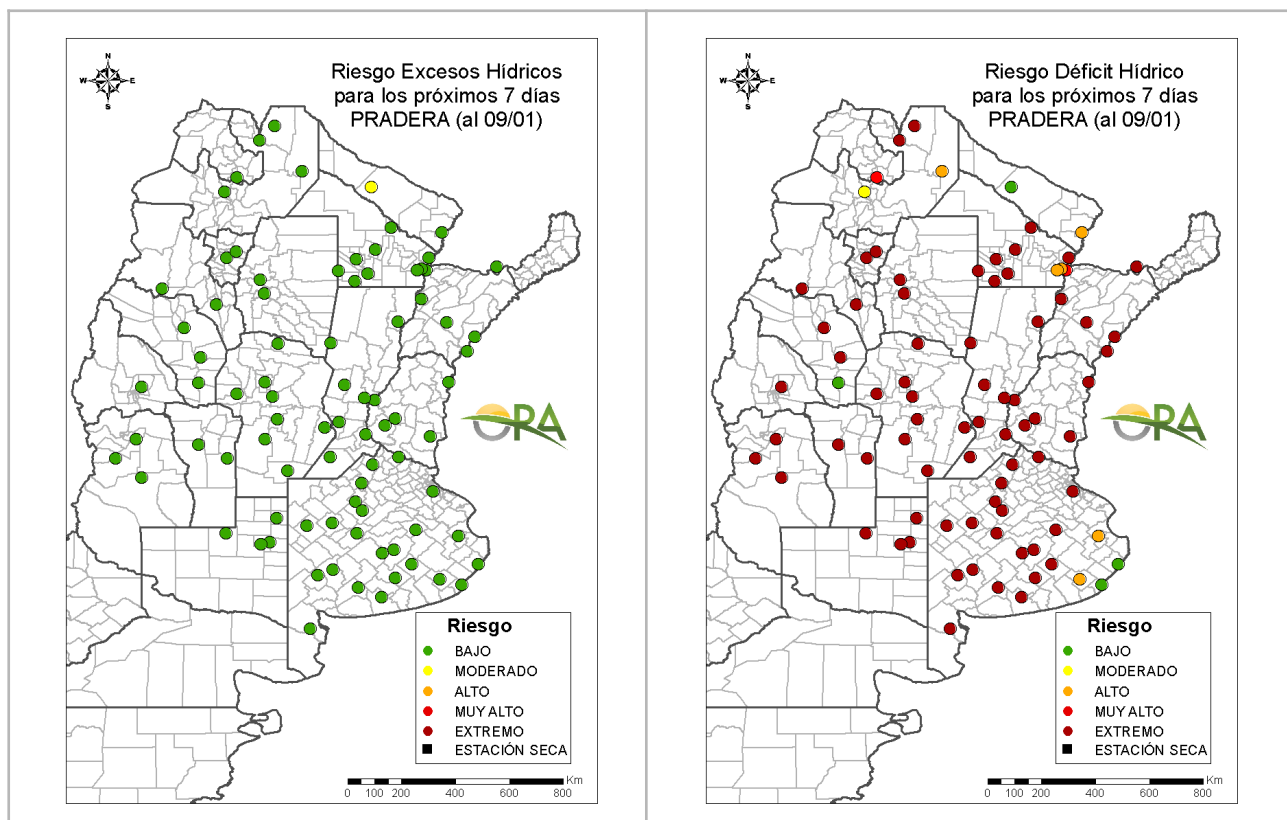 N
W
E
S
Riesgo Excesos Hídricos
para los próximos 7 días
PRADERA (al 09/01)
ORA
Riesgo
BAJO
MODERADO
ALTO
MUY ALTO
EXTREMO
ESTACIÓN SECA
Km
0 100 200 400 600 800
N
W
E
S
Riesgo Déficit Hídrico
para los próximos 7 días
PRADERA (al 09/01)
ORA
Riesgo
BAJO
MODERADO
ALTO
MUY ALTO
EXTREMO
ESTACIÓN SECA
Km
0 100 200 400 600 800